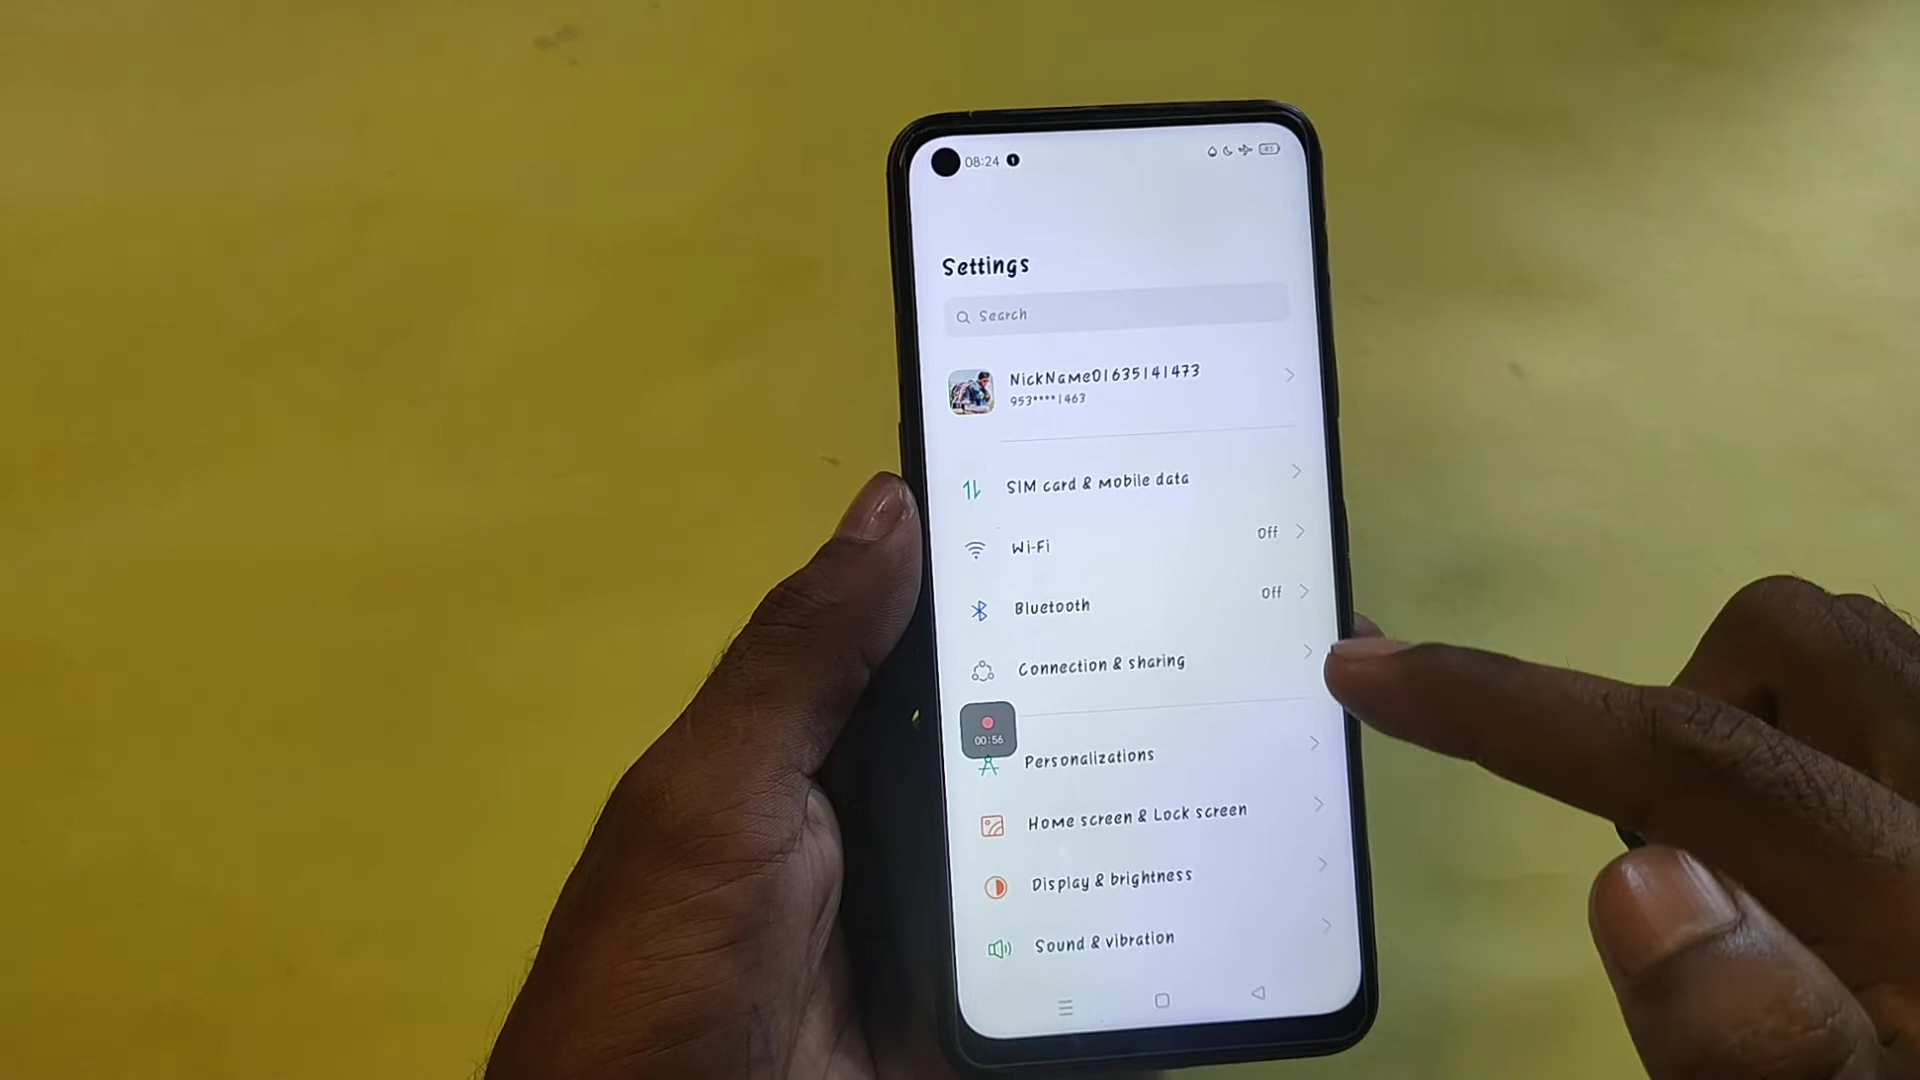 08:24
45
Settings
Search
NickName01635141473
953****1463
SIM card & mobile data
Wi-Fi Off
Bluetooth Off
Connection & sharing
00:56
Personalizations
Home screen & Lock screen
Display & brightness
Sound & vibration